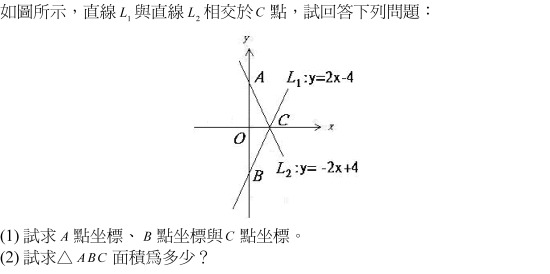 如圖所示，直線 L₁ 與直線 L₂ 相交於 C 點，試回答下列問題：
y
A
L₁:y=2x-4
C
x
O
L₂:y= -2x+4
B
(1) 試求 A 點坐標、B 點坐標與 C 點坐標。
(2) 試求△ABC 面積為多少？